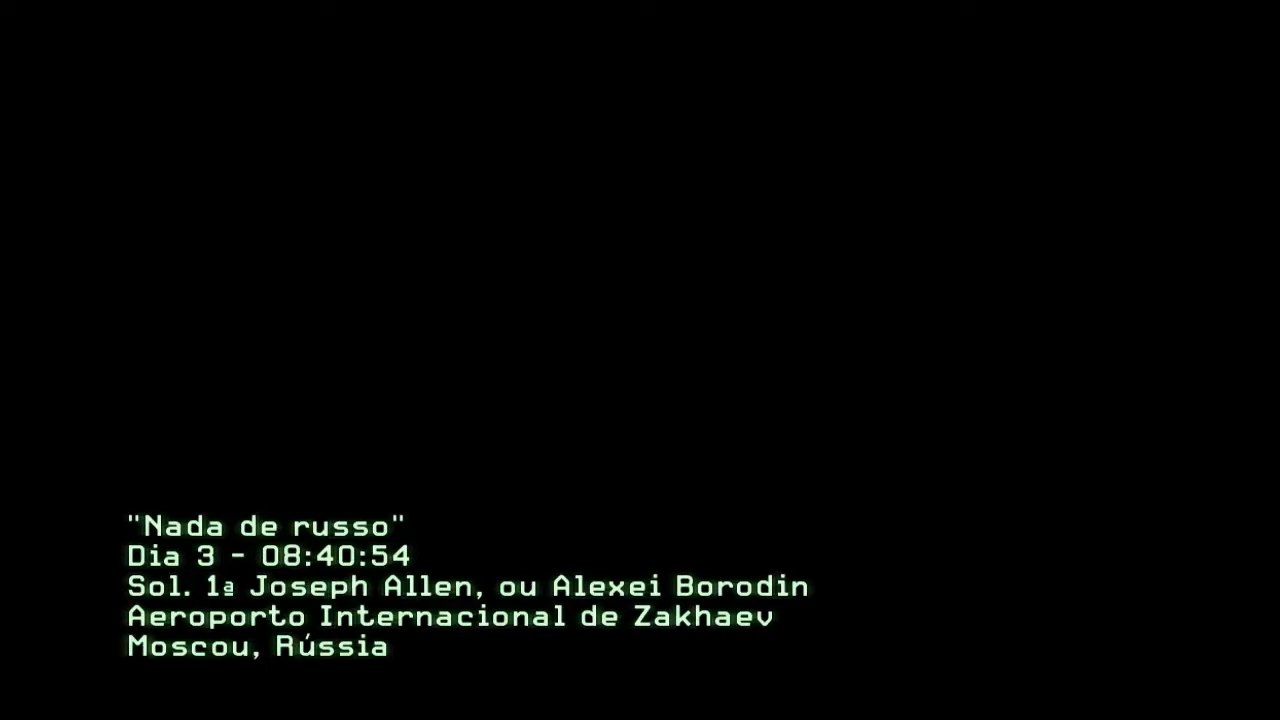 "Nada de russo"
Dia 3 - 08:40:54
Sol. 1ª Joseph Allen, ou Alexei Borodin
Aeroporto Internacional de Zakhaev
Moscou, Rússia